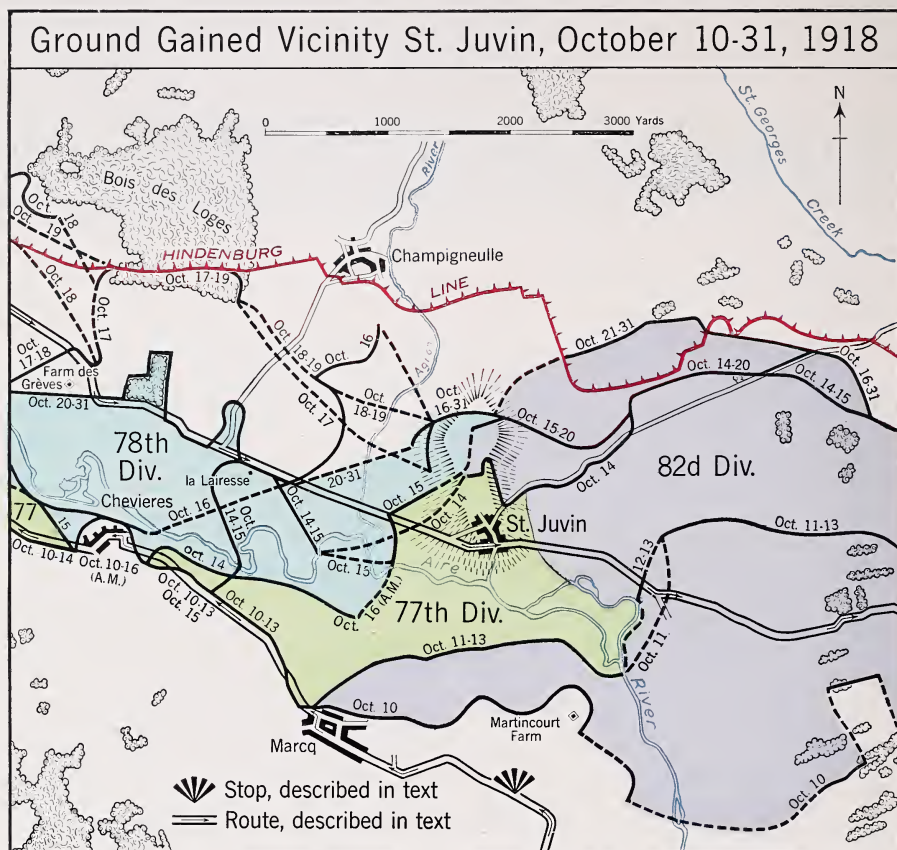 Ground Gained Vicinity St. Juvin, October 10-31, 1918
0 1000 2000 3000 Yards
N
St. Georges Creek
River
Bois des Loges
Oct. 18
Oct. 19
HINDENBURG LINE
Champigneulle
Oct. 18
Oct. 17
Oct. 17-19
Oct. 17-18
Farm des Grèves
Oct. 20-31
18-19
Oct. 16
Oct. 18-19
Oct. 17
Agron
Oct. 16-31
Oct. 21-31
Oct. 14-20
Oct. 16-31
Oct. 14-15
Oct. 15-20
Oct. 14
78th Div.
la Lairesse
Chevieres
Oct. 16
20-31
Oct. 15
Oct. 14
82d Div.
St. Juvin
14-15
Oct. 14-15
Oct. 15
77
15
Oct. 10-14
Oct. 10-16 (A.M.)
Oct. 14
Oct. 10-13
Oct. 15
Oct. 10-13
Oct. 16 (A.M.)
Aire
77th Div.
12-13
Oct. 11-13
Oct. 11
Oct. 11-13
River
Oct. 10
Marcq
Martincourt Farm
Oct. 10
Stop, described in text
Route, described in text